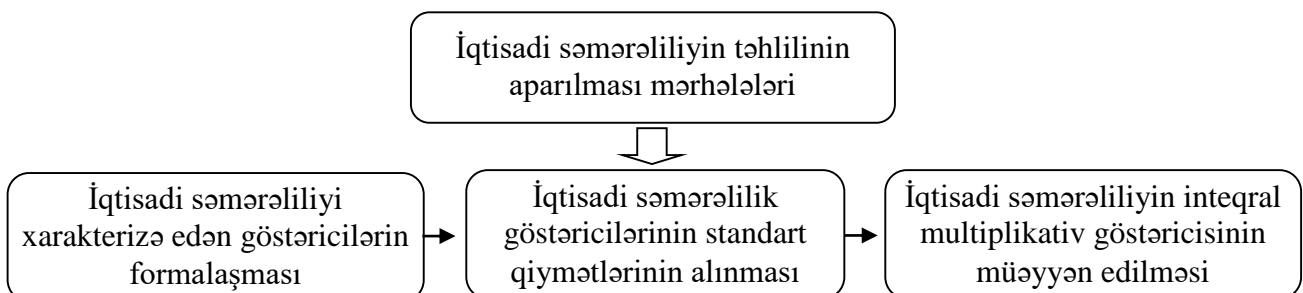 İqtisadi səmərəliliyin təhlilinin
aparılması mərhələləri
İqtisadi səmərəliliyi
xarakterizə edən göstəricilərin
formalaşması
İqtisadi səmərəlilik
göstəricilərinin standart
qiymətlərinin alınması
İqtisadi səmərəliliyin inteqral
multiplikativ göstəricisinin
müəyyən edilməsi